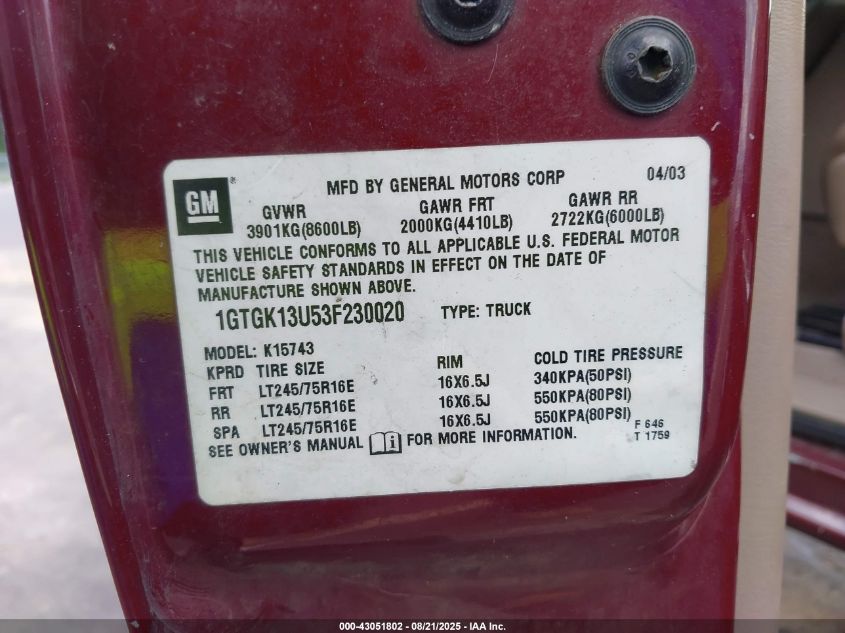 GM
MFD BY GENERAL MOTORS CORP 04/03
GVWR GAWR FRT GAWR RR
3901KG(8600LB) 2000KG(4410LB) 2722KG(6000LB)
THIS VEHICLE CONFORMS TO ALL APPLICABLE U.S. FEDERAL MOTOR
VEHICLE SAFETY STANDARDS IN EFFECT ON THE DATE OF
MANUFACTURE SHOWN ABOVE.
1GTGK13U53F230020 TYPE: TRUCK
MODEL: K15743
KPRD TIRE SIZE RIM COLD TIRE PRESSURE
FRT LT245/75R16E 16X6.5J 340KPA(50PSI)
RR LT245/75R16E 16X6.5J 550KPA(80PSI)
SPA LT245/75R16E 16X6.5J 550KPA(80PSI)
SEE OWNER'S MANUAL i FOR MORE INFORMATION.
F 646
T 1759
000-43051802 - 08/21/2025 - IAA Inc.